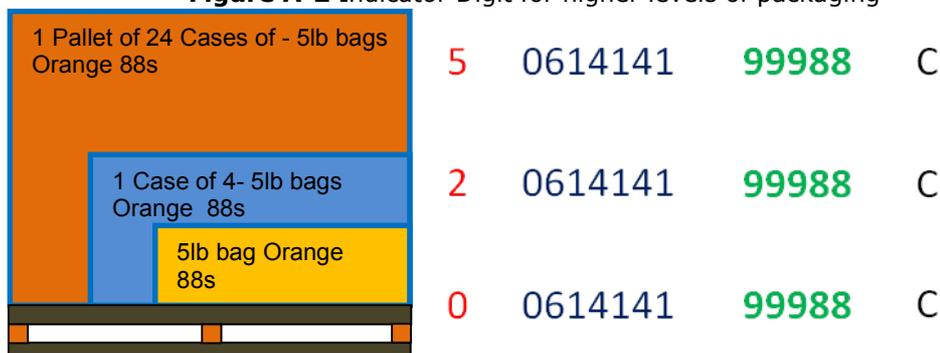 Figure A-2 Indicator Digit for higher levels of packaging
1 Pallet of 24 Cases of - 5lb bags
Orange 88s
5 0614141 99988 C
1 Case of 4- 5lb bags
Orange 88s
2 0614141 99988 C
5lb bag Orange
88s
0 0614141 99988 C